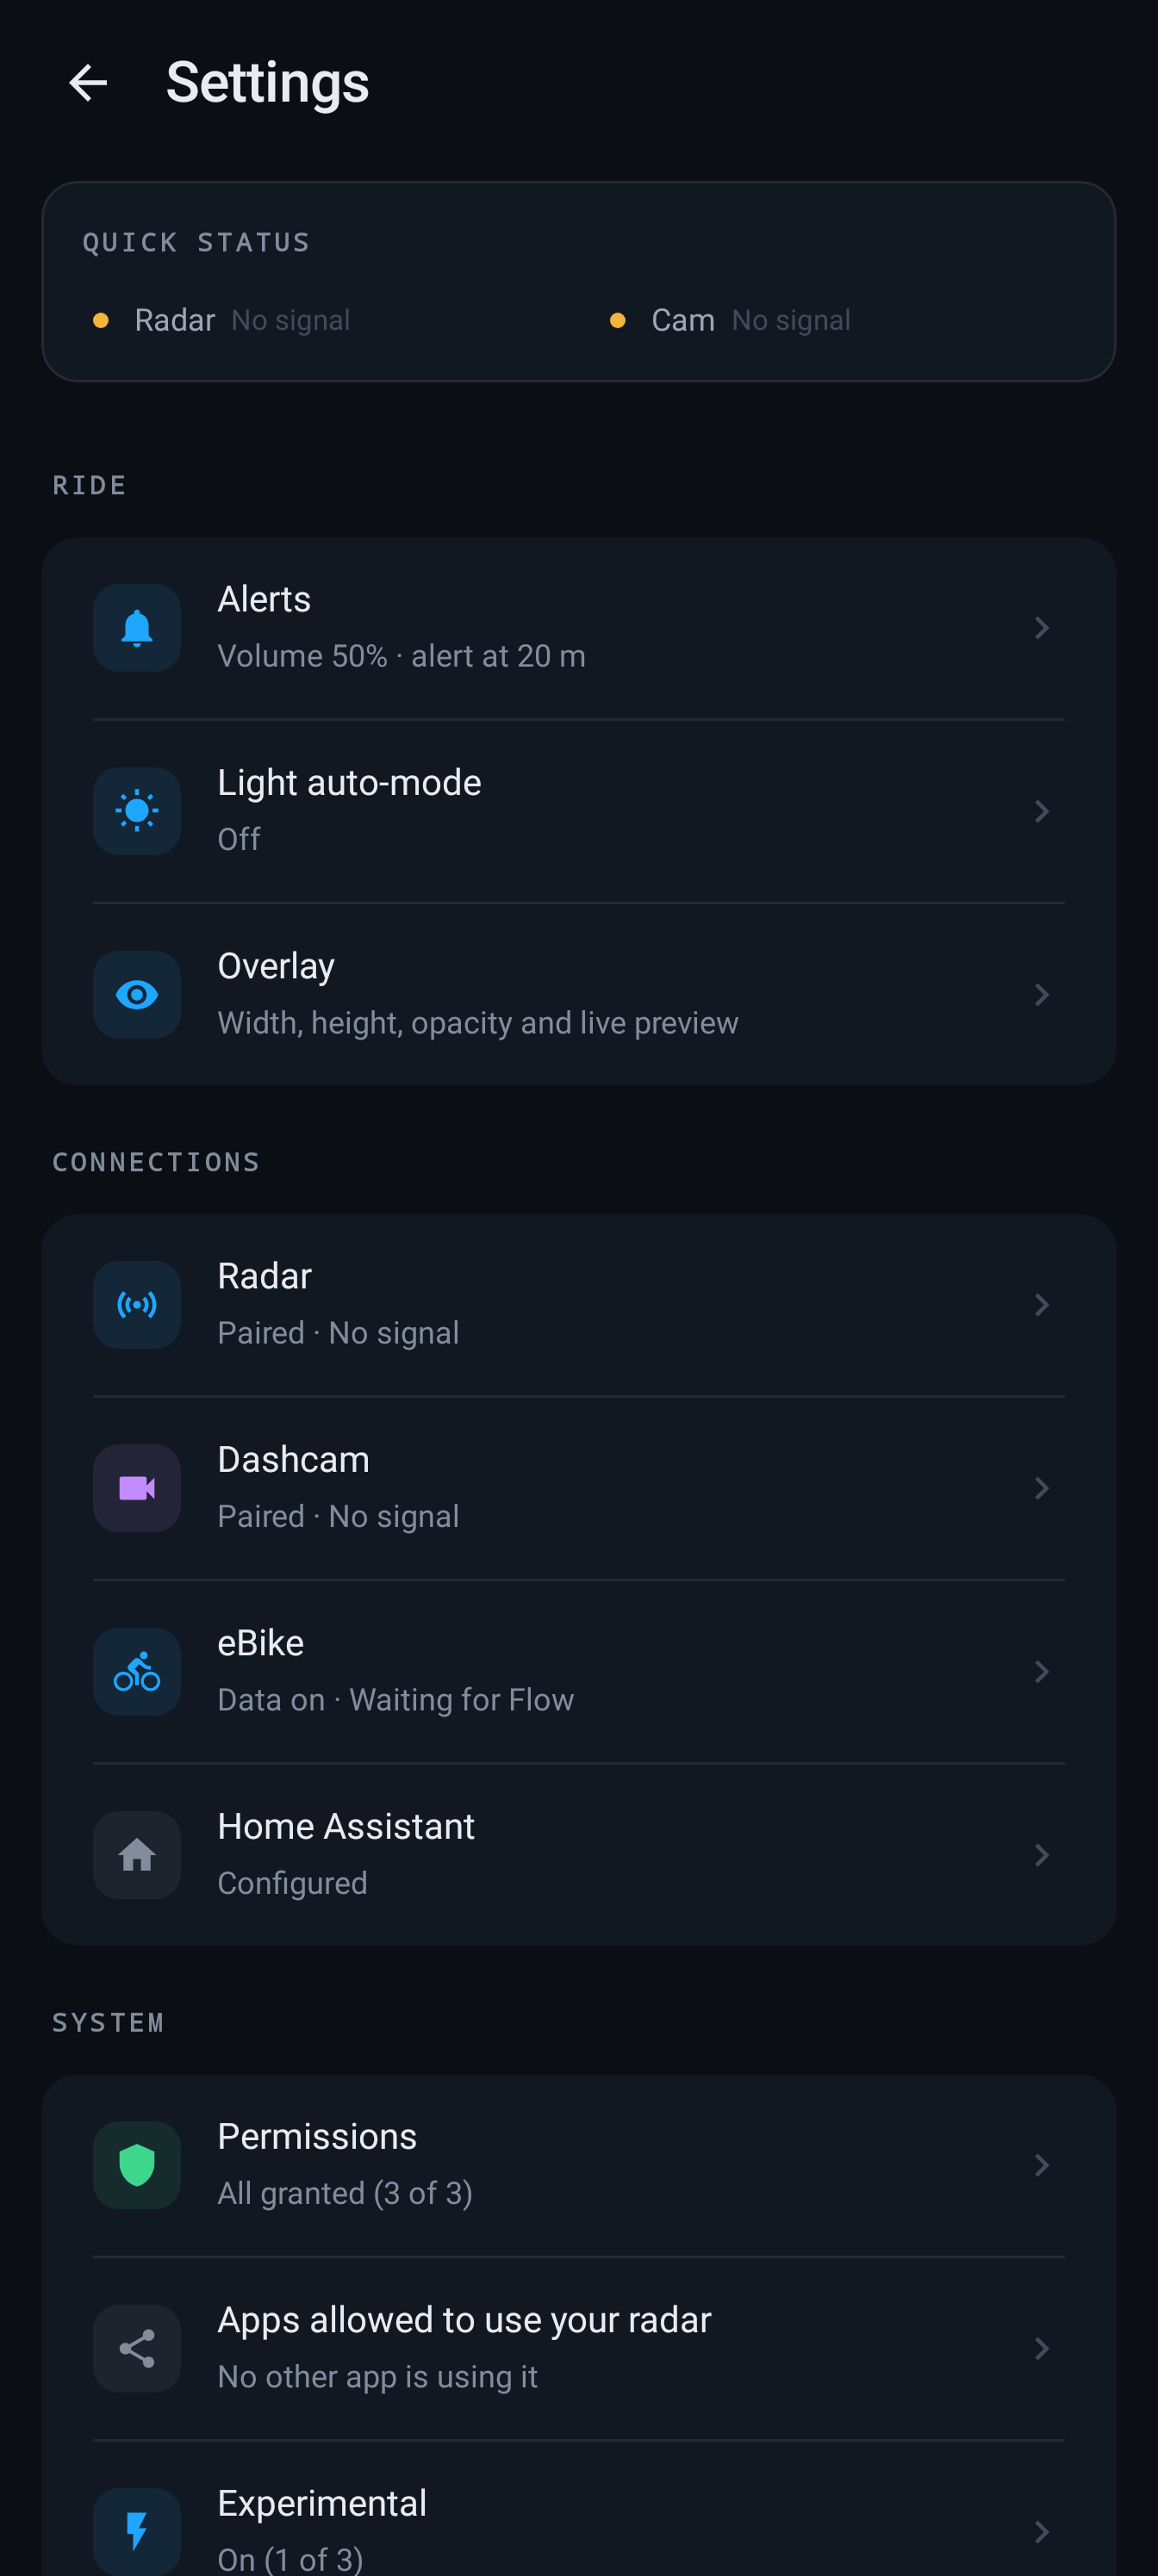 Settings
QUICK STATUS
Radar No signal
Cam No signal
RIDE
Alerts
Volume 50% · alert at 20 m
Light auto-mode
Off
Overlay
Width, height, opacity and live preview
CONNECTIONS
Radar
Paired · No signal
Dashcam
Paired · No signal
eBike
Data on · Waiting for Flow
Home Assistant
Configured
SYSTEM
Permissions
All granted (3 of 3)
Apps allowed to use your radar
No other app is using it
Experimental
On (1 of 3)